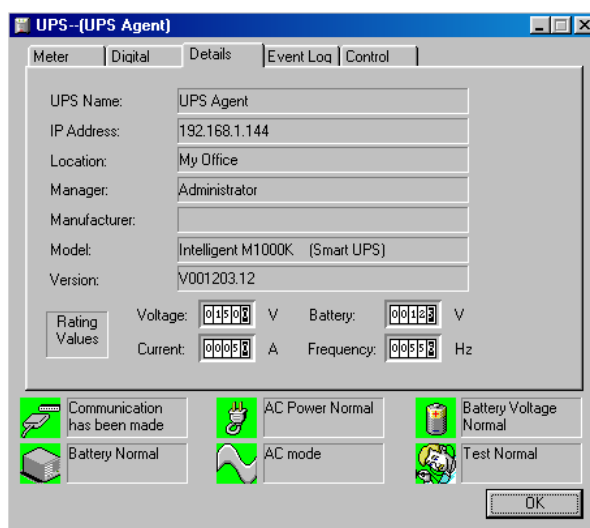 UPS--(UPS Agent)
Meter Digital Details Event Log Control
UPS Name: UPS Agent
IP Address: 192.168.1.144
Location: My Office
Manager: Administrator
Manufacturer:
Model: Intelligent M1000K (Smart UPS)
Version: V001203.12
Rating Values
Voltage: V Battery: V
Current: A Frequency: Hz
Communication has been made
AC Power Normal
Battery Voltage Normal
Battery Normal
AC mode
Test Normal
OK